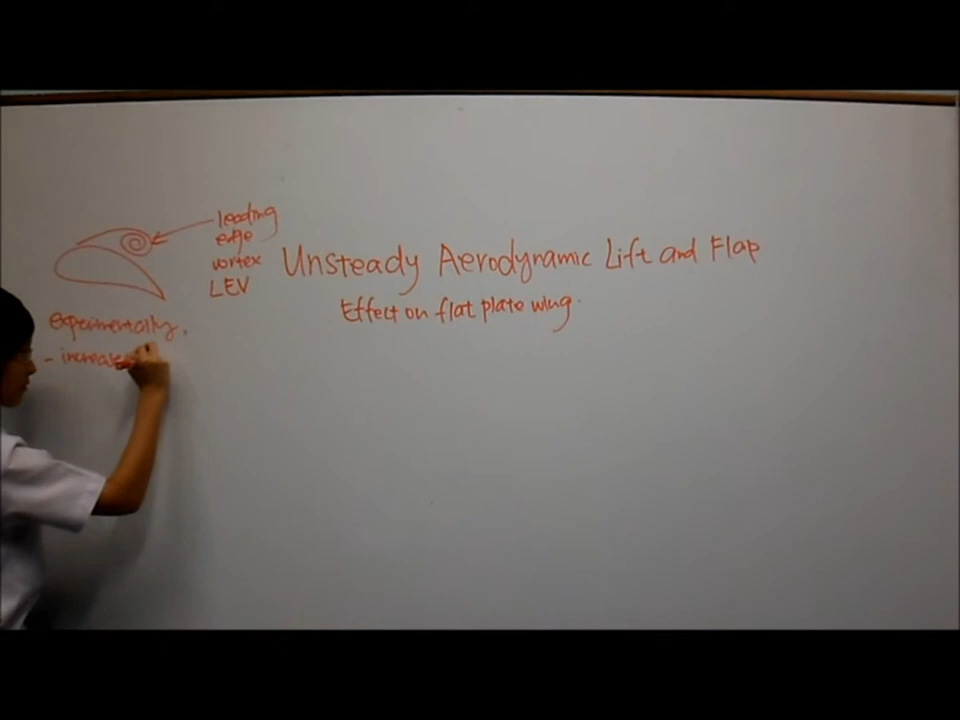 leading
edge
vortex
LEV
Unsteady Aerodynamic Lift and Flap
Effect on flat plate wing.
experimentally,
- increase